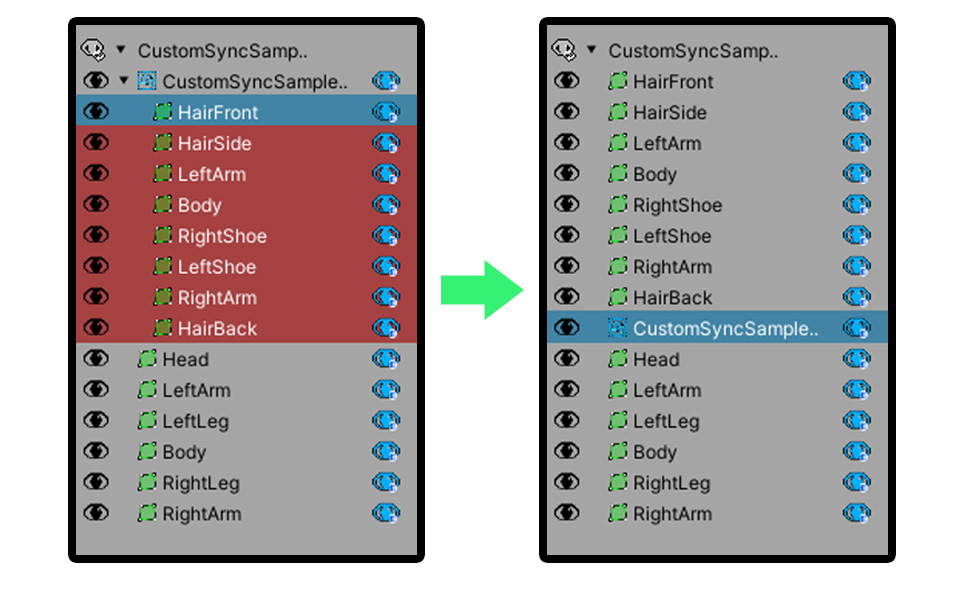 CustomSyncSamp..
CustomSyncSample..
HairFront
HairSide
LeftArm
Body
RightShoe
LeftShoe
RightArm
HairBack
Head
LeftArm
LeftLeg
Body
RightLeg
RightArm
CustomSyncSamp..
HairFront
HairSide
LeftArm
Body
RightShoe
LeftShoe
RightArm
HairBack
CustomSyncSample..
Head
LeftArm
LeftLeg
Body
RightLeg
RightArm